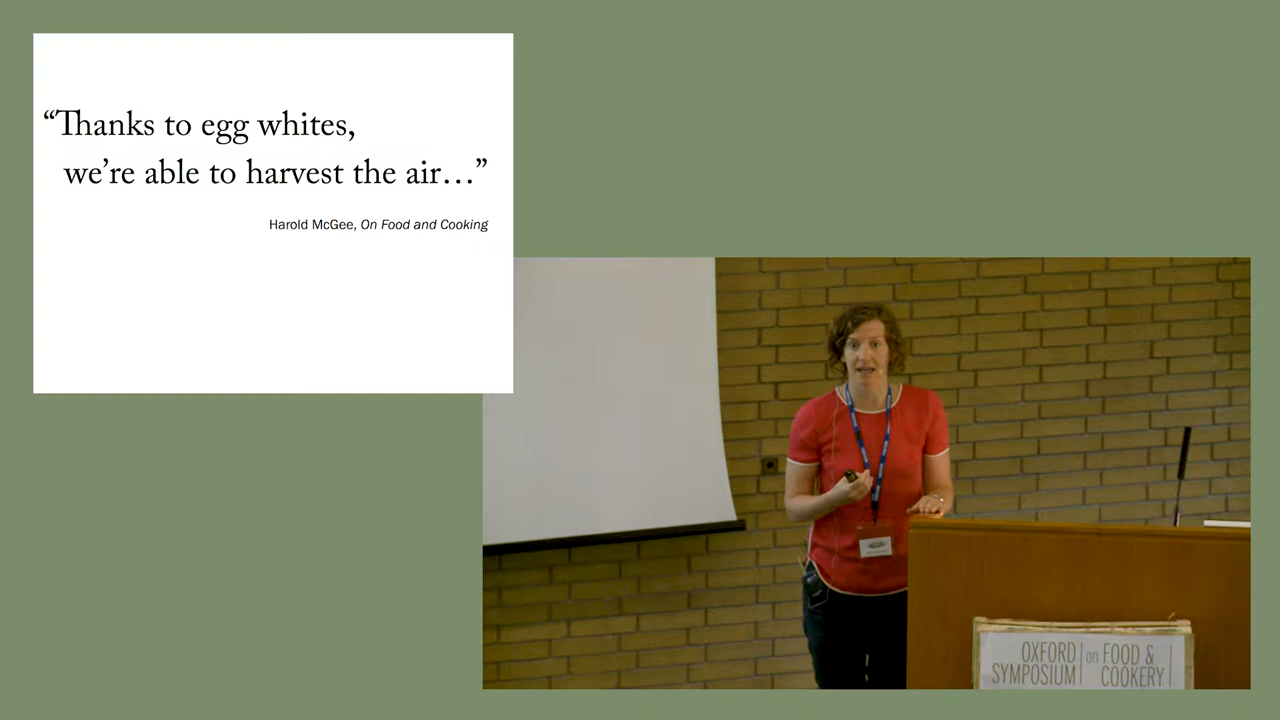 “Thanks to egg whites,
we’re able to harvest the air…”
Harold McGee, On Food and Cooking
OXFORD SYMPOSIUM
on
FOOD & COOKERY